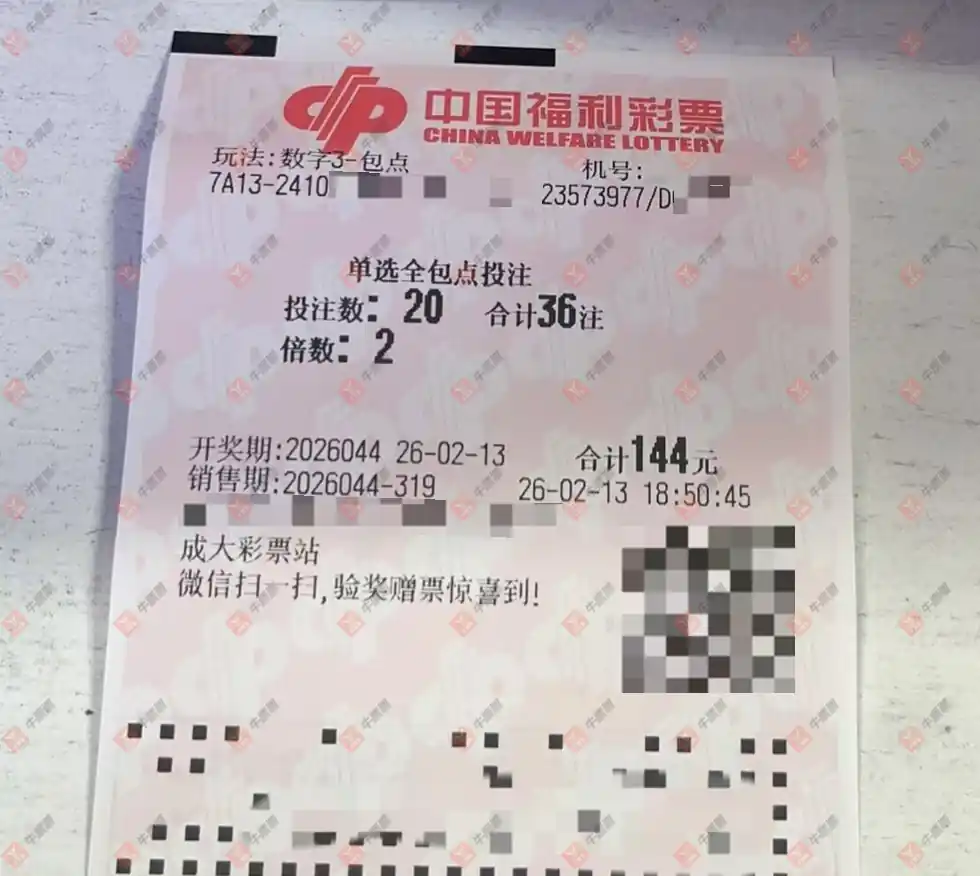 中国福利彩票
CHINA WELFARE LOTTERY
玩法:数字3-包点
机号:
7A13-2410
23573977/D
单选全包点投注
投注数: 20 合计36注
倍数: 2
开奖期:2026044 26-02-13 合计144元
销售期:2026044-319 26-02-13 18:50:45
成大彩票站
微信扫一扫,验奖赠票惊喜到!